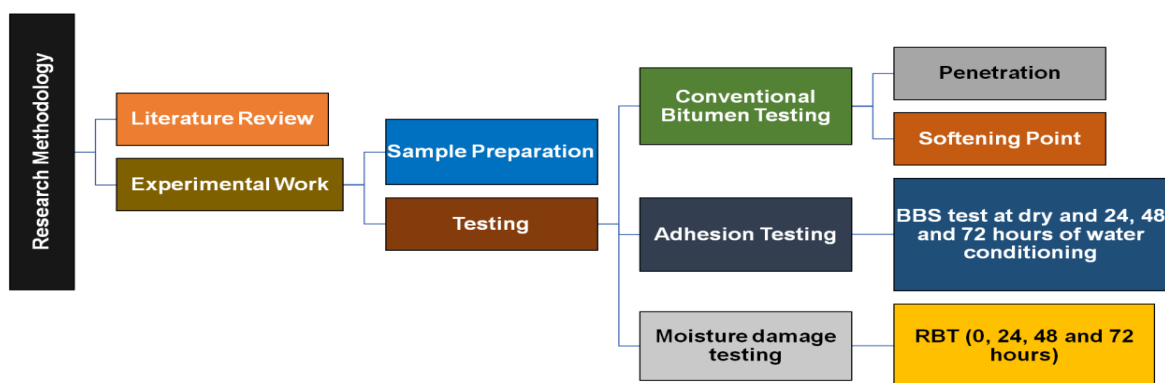 Research Methodology
Literature Review
Experimental Work
Sample Preparation
Testing
Conventional
Bitumen Testing
Adhesion Testing
Moisture damage
testing
Penetration
Softening Point
BBS test at dry and 24, 48
and 72 hours of water
conditioning
RBT (0, 24, 48 and 72
hours)